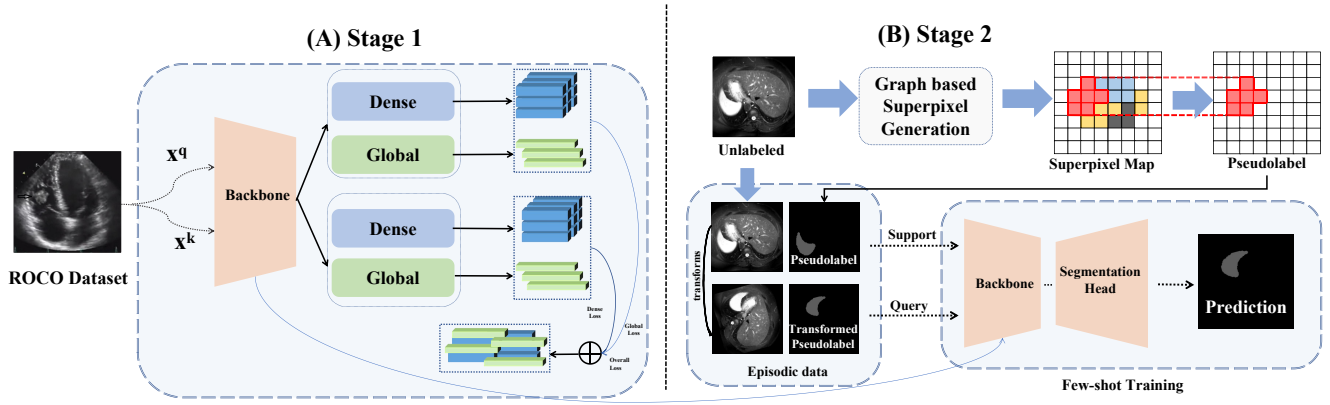 (A) Stage 1
x^q
x^k
ROCO Dataset
Backbone
Dense
Global
Dense
Global
Dense
Loss
Global
Loss
Overall
Loss
(B) Stage 2
Unlabeled
Graph based
Superpixel
Generation
Superpixel Map
Pseudolabel
transforms
Pseudolabel
Transformed
Pseudolabel
Episodic data
Support
Query
Backbone
Segmentation
Head
Prediction
Few-shot Training